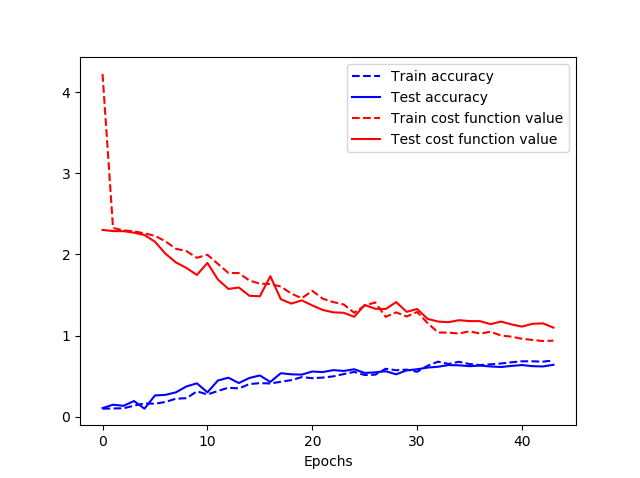 Train accuracy
Test accuracy
Train cost function value
Test cost function value
4
3
2
1
0
0 10 20 30 40
Epochs